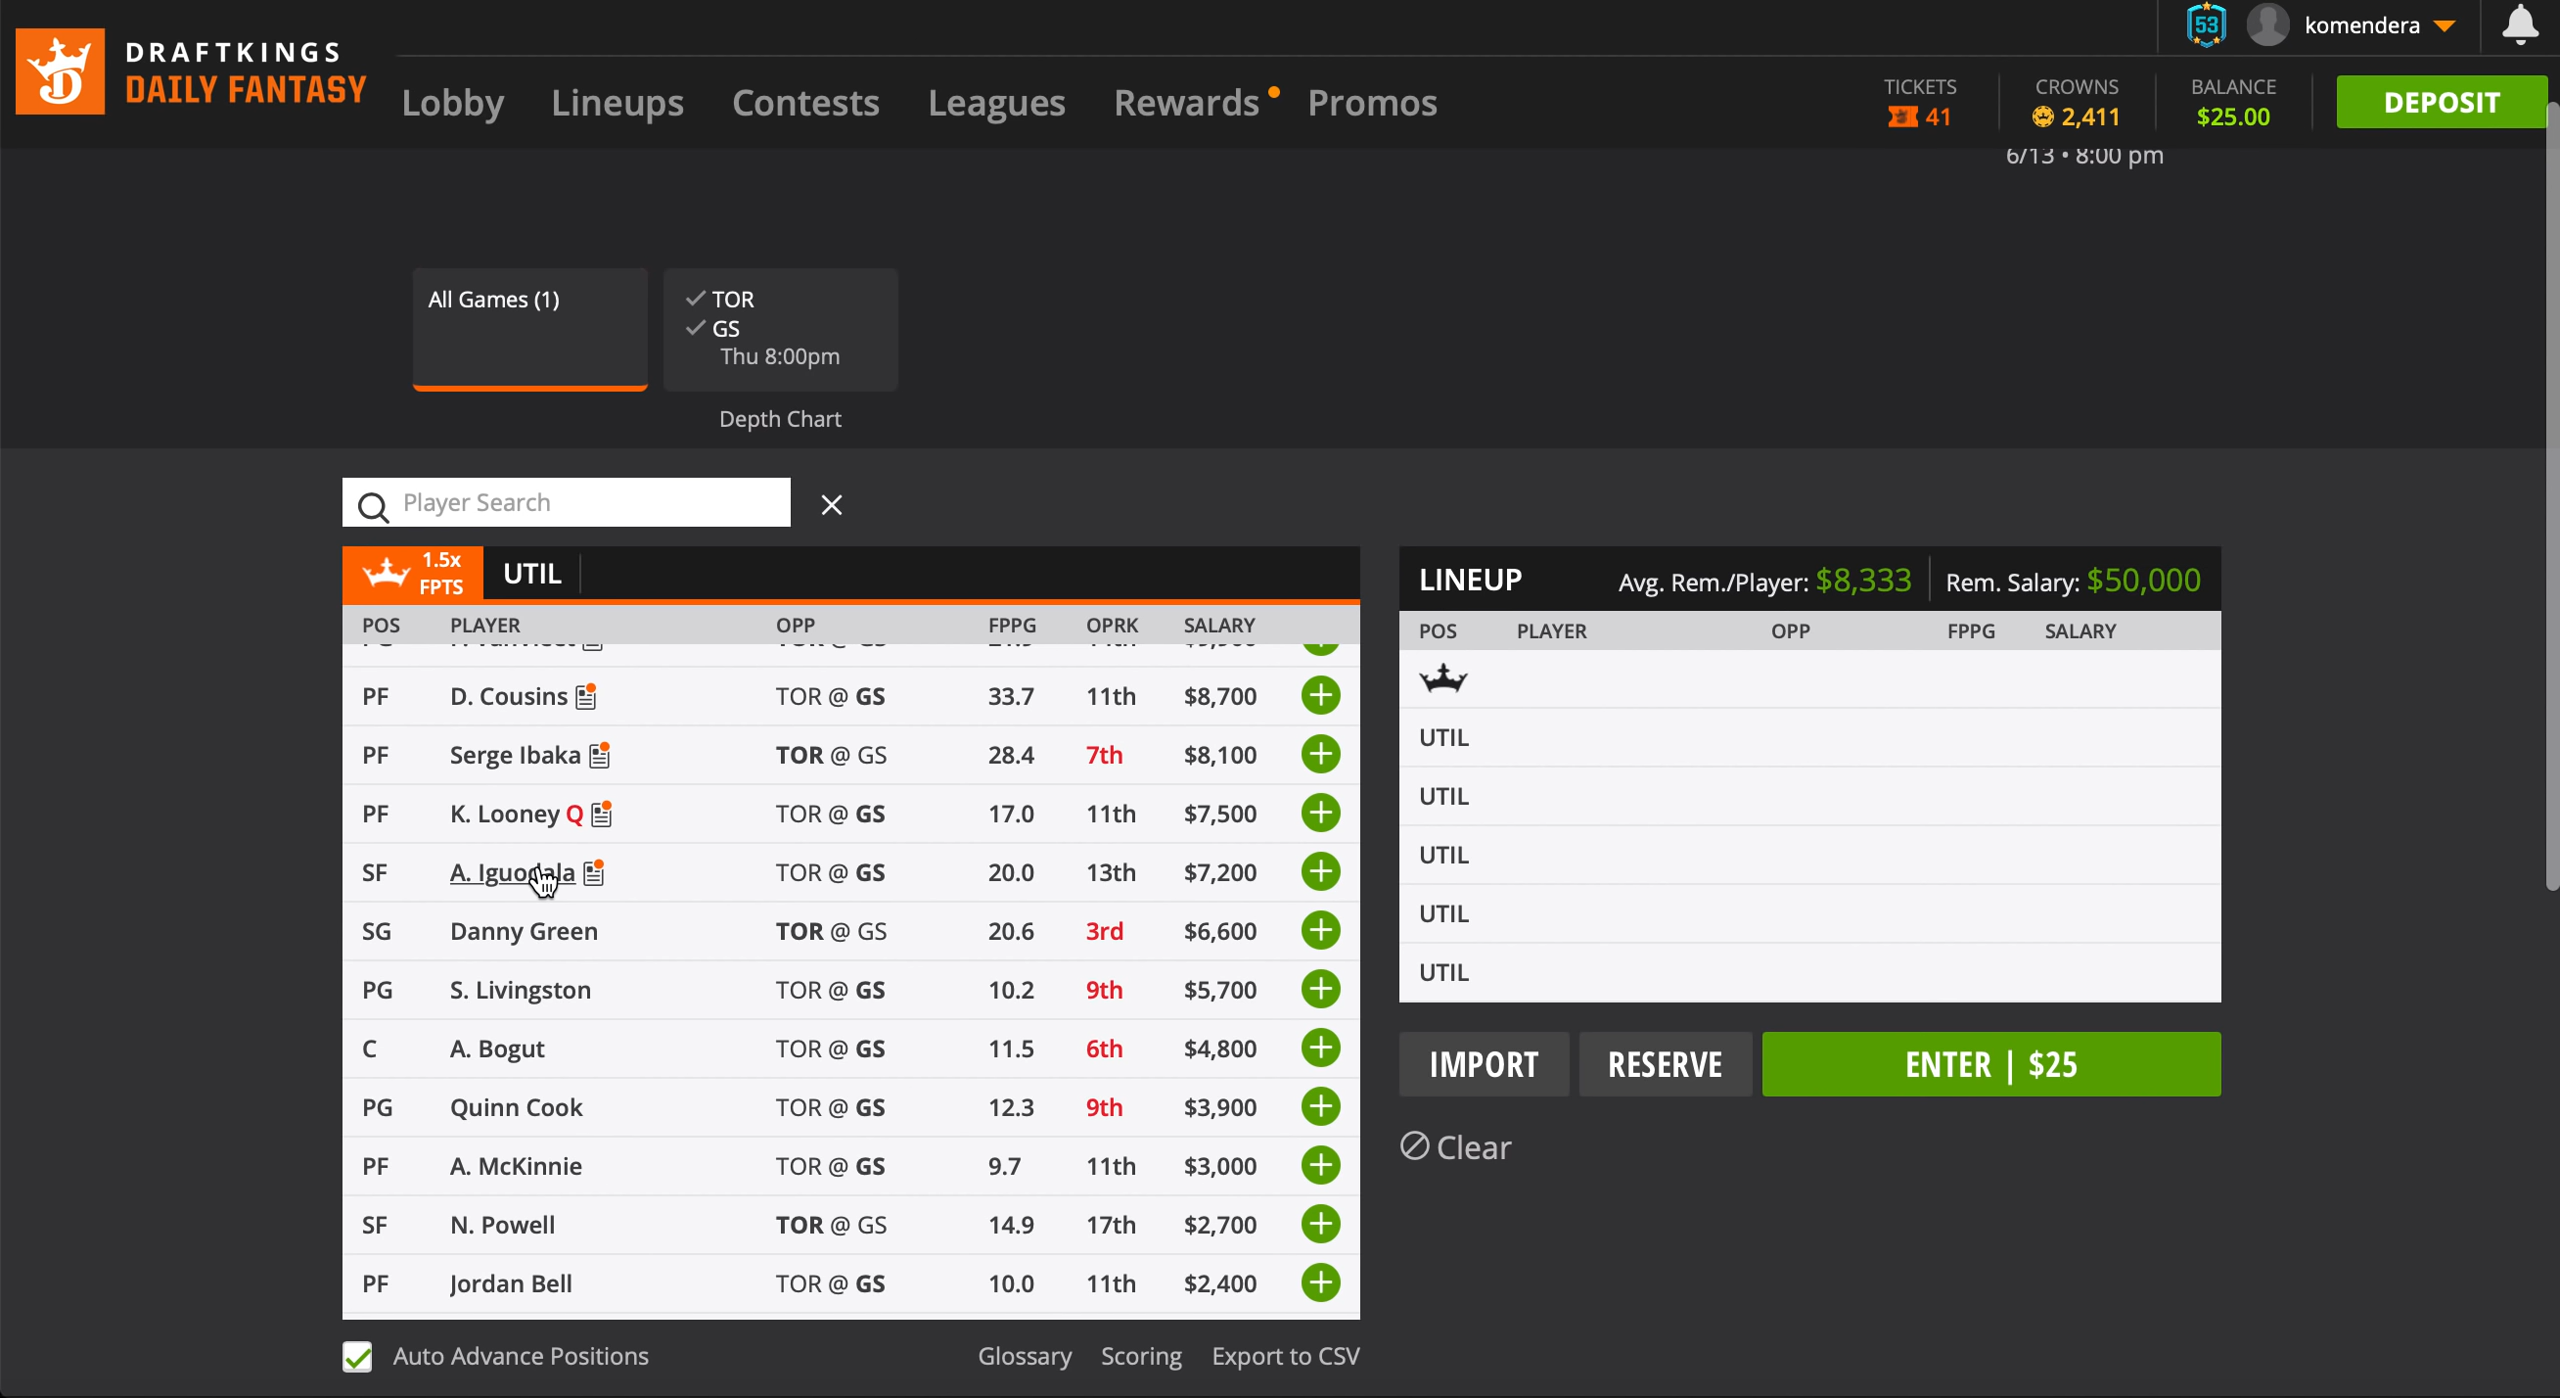 53 komendera
DRAFTKINGS
DAILY FANTASY
Lobby Lineups Contests Leagues Rewards Promos
TICKETS CROWNS BALANCE
41 2,411 $25.00 DEPOSIT
6/13 • 8:00 pm
All Games (1)
TOR
GS
Thu 8:00pm
Depth Chart
Player Search
1.5x
FPTS
UTIL
POS PLAYER OPP FPPG OPRK SALARY
PF D. Cousins TOR @ GS 33.7 11th $8,700
PF Serge Ibaka TOR @ GS 28.4 7th $8,100
PF K. Looney Q TOR @ GS 17.0 11th $7,500
SF A. Iguodala TOR @ GS 20.0 13th $7,200
SG Danny Green TOR @ GS 20.6 3rd $6,600
PG S. Livingston TOR @ GS 10.2 9th $5,700
C A. Bogut TOR @ GS 11.5 6th $4,800
PG Quinn Cook TOR @ GS 12.3 9th $3,900
PF A. McKinnie TOR @ GS 9.7 11th $3,000
SF N. Powell TOR @ GS 14.9 17th $2,700
PF Jordan Bell TOR @ GS 10.0 11th $2,400
Auto Advance Positions Glossary Scoring Export to CSV
LINEUP Avg. Rem./Player: $8,333 Rem. Salary: $50,000
POS PLAYER OPP FPPG SALARY
UTIL
UTIL
UTIL
UTIL
UTIL
IMPORT RESERVE ENTER | $25
Clear